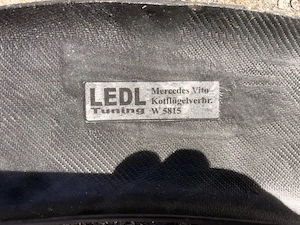 LEDL Mercedes Vito
Tuning Kotflügelverbr.
W 5815